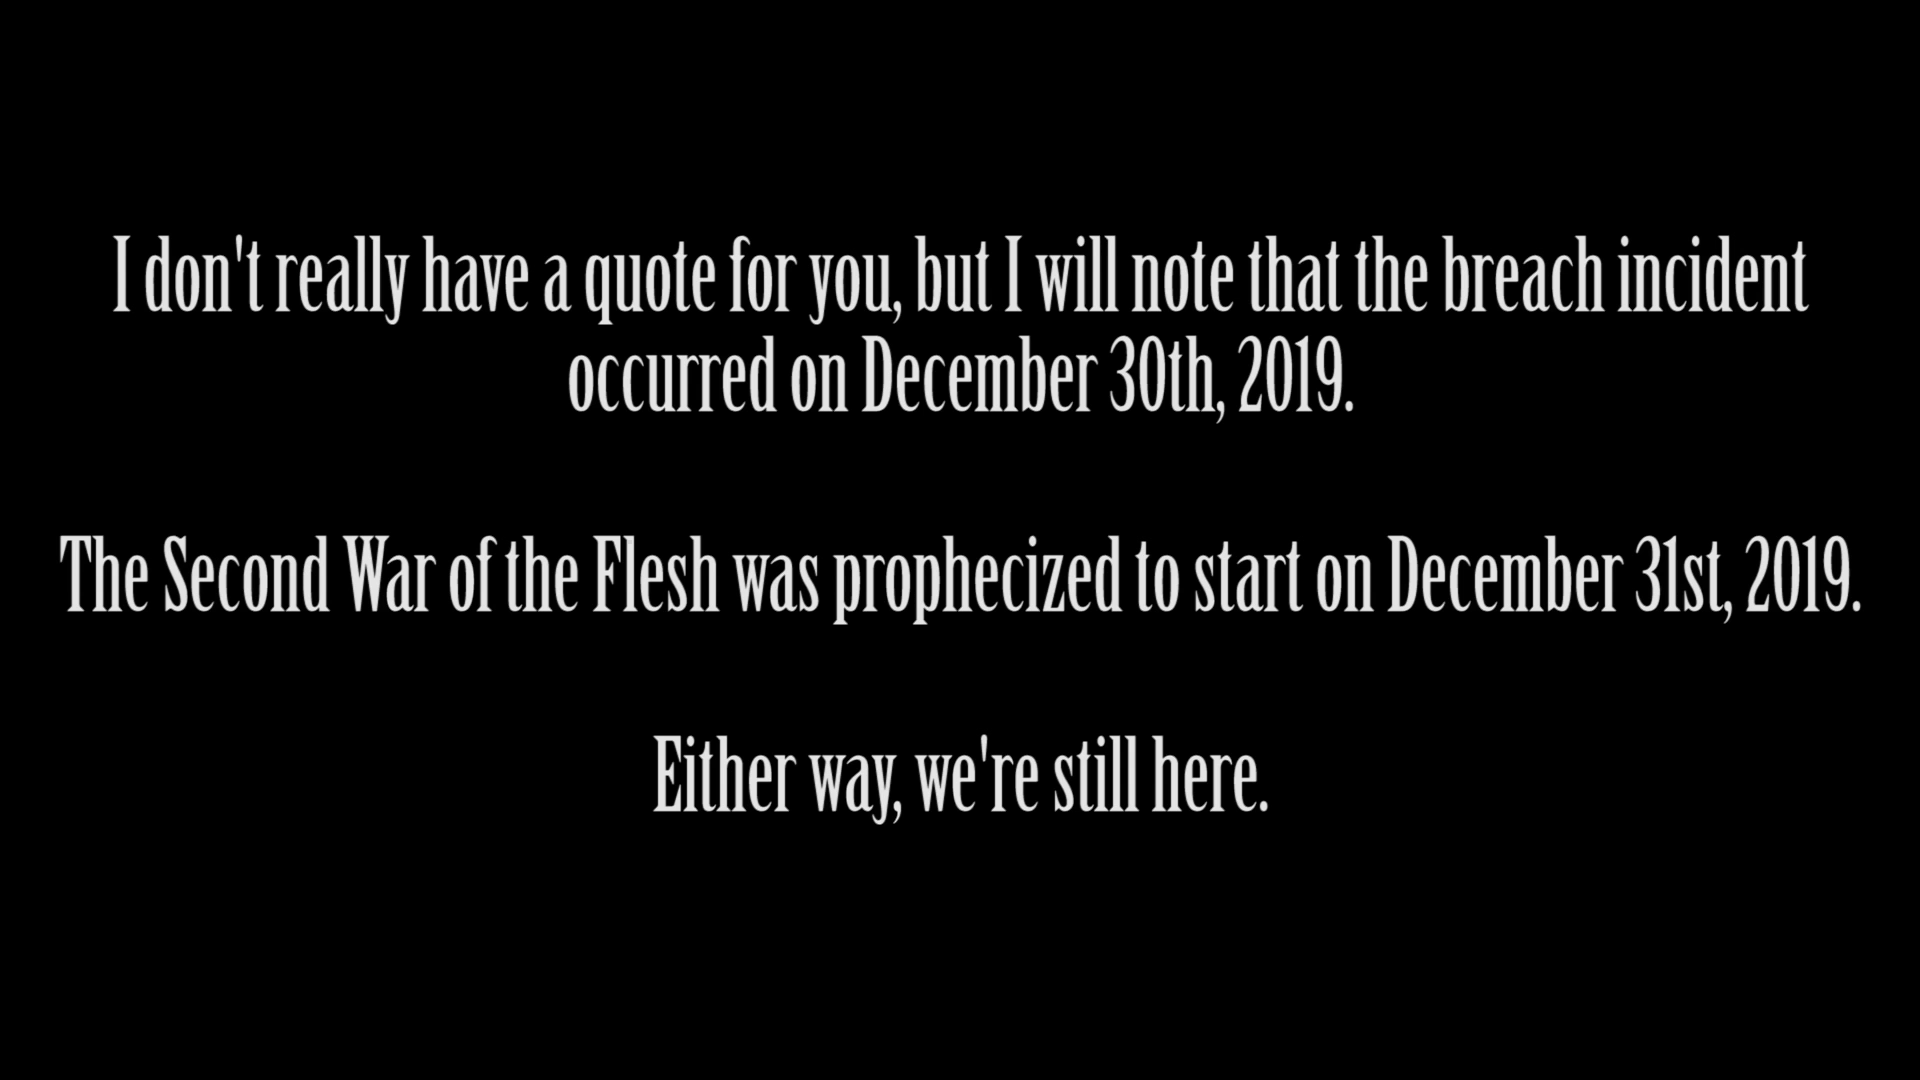 I don't really have a quote for you, but I will note that the breach incident
occurred on December 30th, 2019.
The Second War of the Flesh was prophecized to start on December 31st, 2019.
Either way, we're still here.